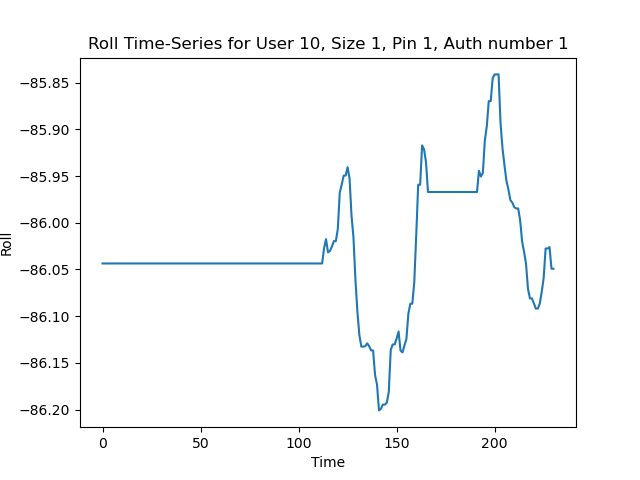 Roll Time-Series for User 10, Size 1, Pin 1, Auth number 1
−85.85
−85.90
−85.95
−86.00
−86.05
−86.10
−86.15
−86.20
Roll
0 50 100 150 200
Time